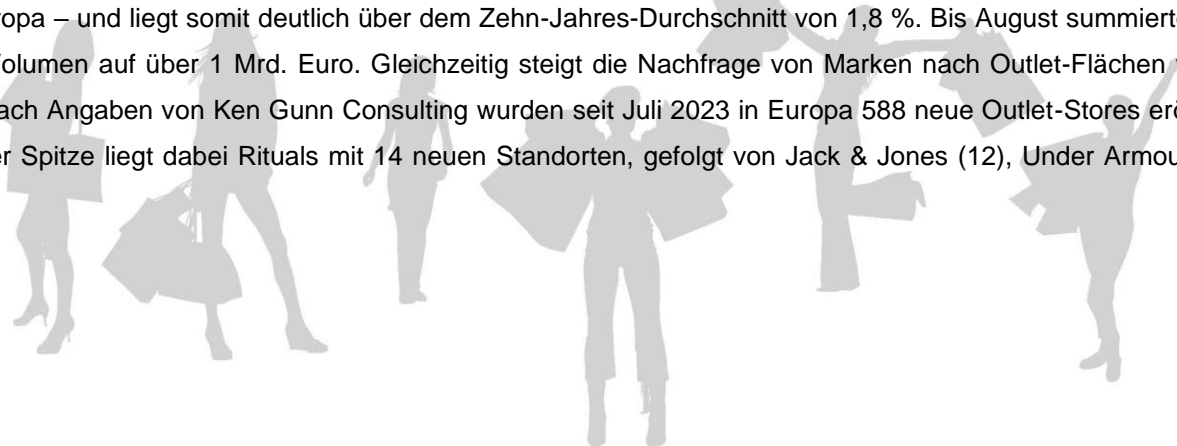 ropa – und liegt somit deutlich über dem Zehn-Jahres-Durchschnitt von 1,8 %. Bis August summierte
Volumen auf über 1 Mrd. Euro. Gleichzeitig steigt die Nachfrage von Marken nach Outlet-Flächen
ach Angaben von Ken Gunn Consulting wurden seit Juli 2023 in Europa 588 neue Outlet-Stores erö
er Spitze liegt dabei Rituals mit 14 neuen Standorten, gefolgt von Jack & Jones (12), Under Armou